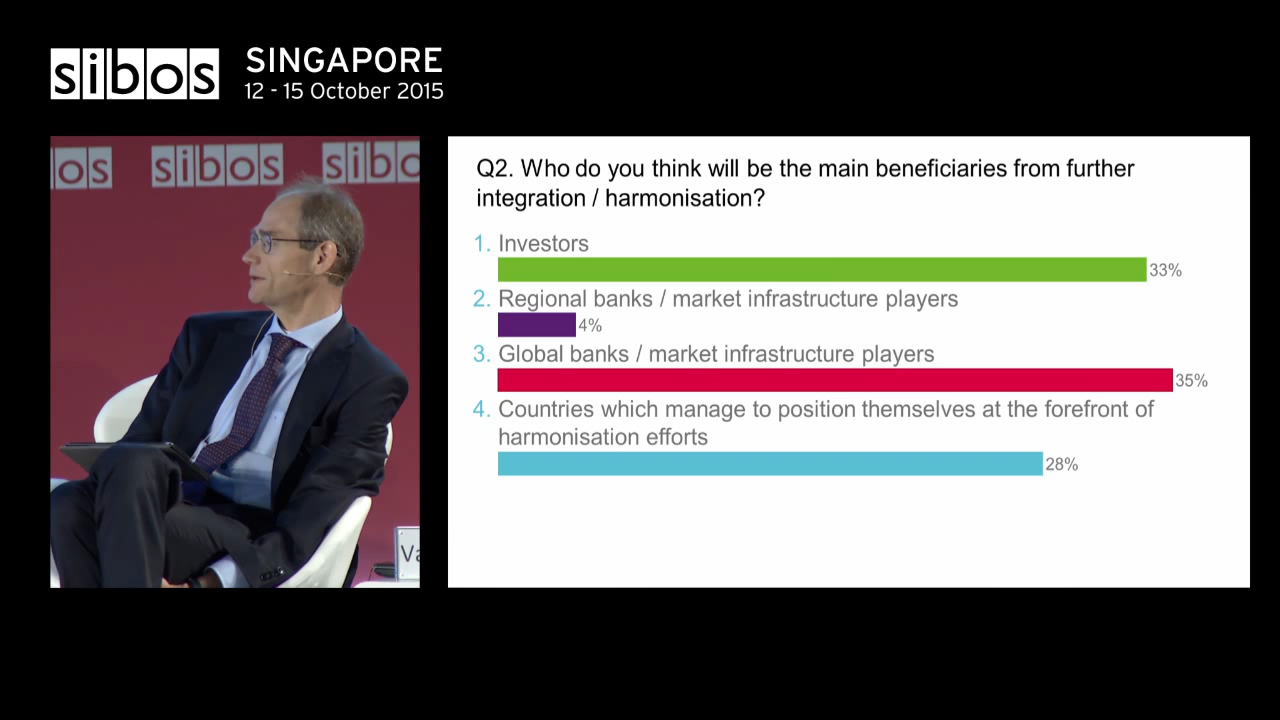 sibos
SINGAPORE
12 - 15 October 2015
os sibos sibo
Q2. Who do you think will be the main beneficiaries from further
integration / harmonisation?
1. Investors
33%
2. Regional banks / market infrastructure players
4%
3. Global banks / market infrastructure players
35%
4. Countries which manage to position themselves at the forefront of
harmonisation efforts
28%